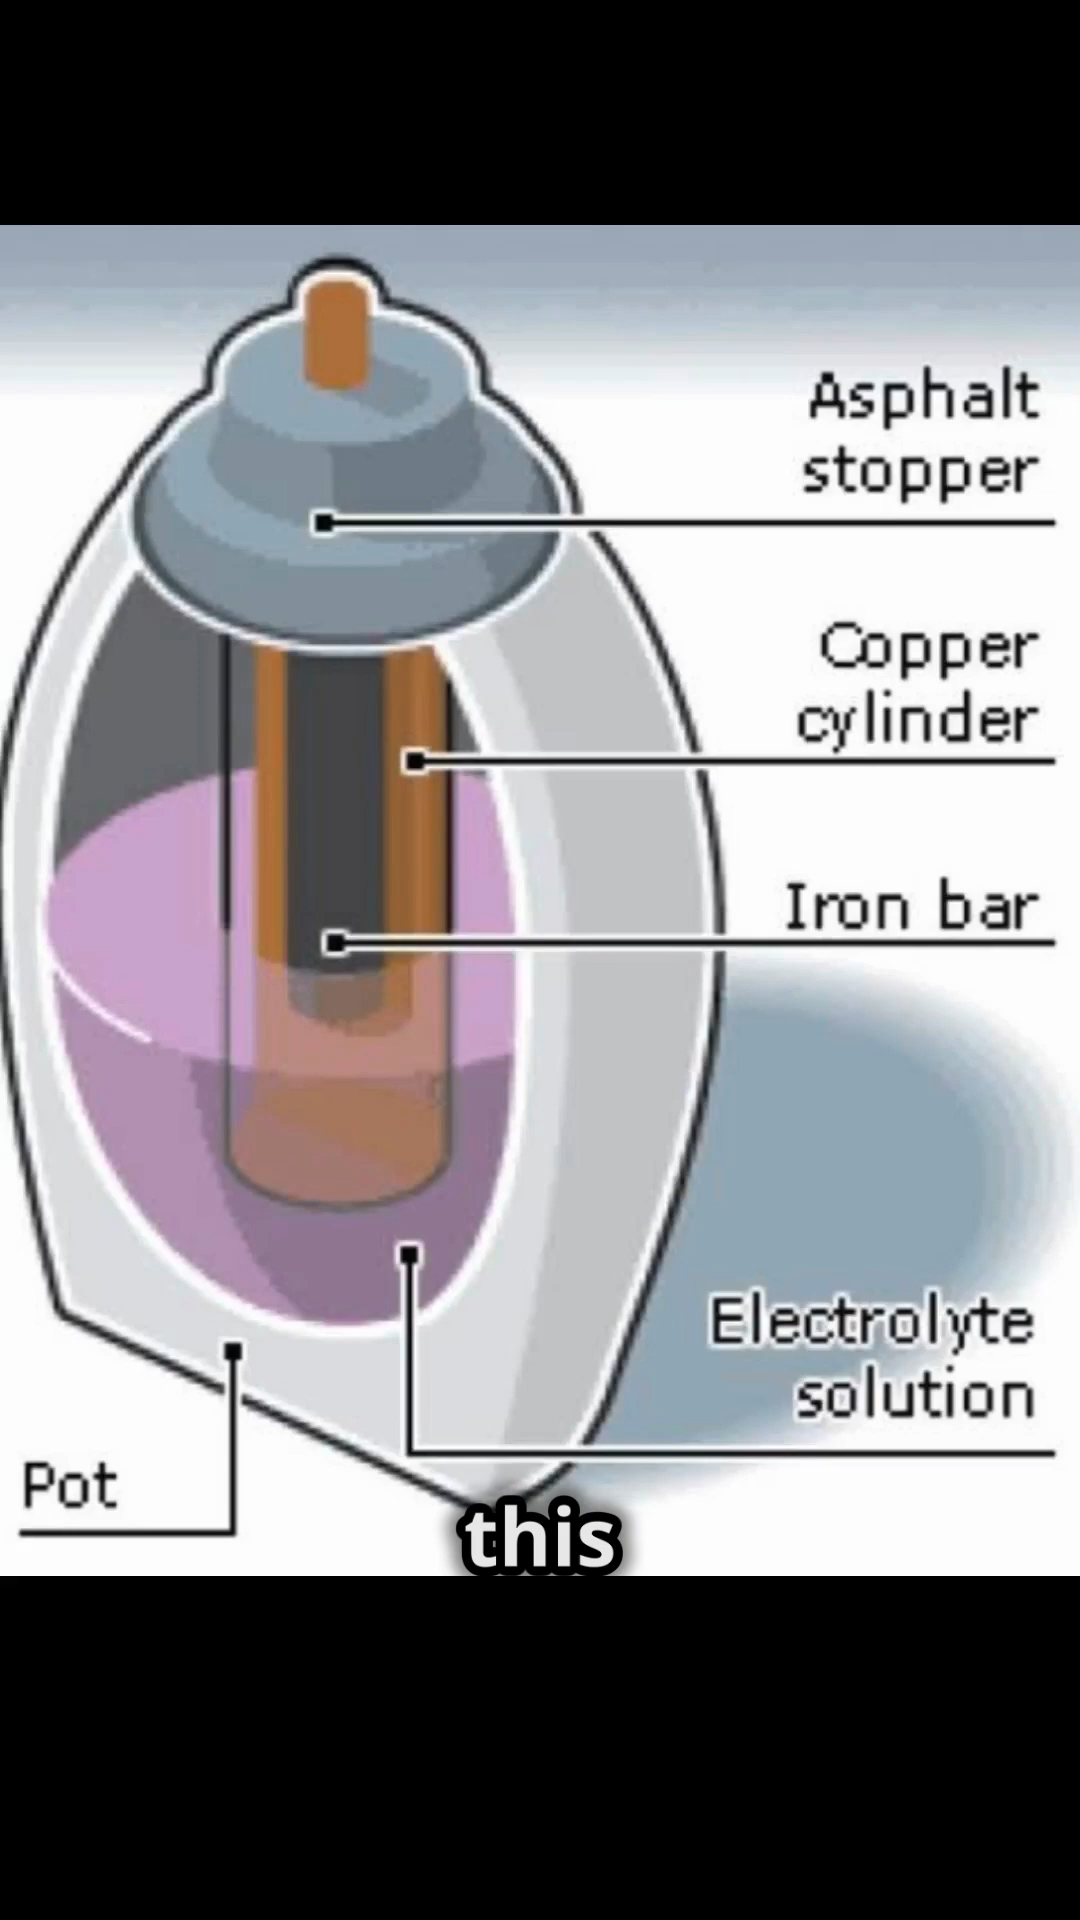 Asphalt
stopper
Copper
cylinder
Iron bar
Electrolyte
solution
Pot
this